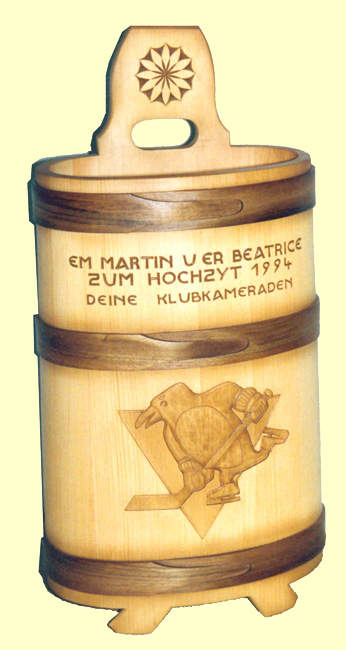 EM MARTIN U ER BEATRICE
ZUM HOCHZYT 1994
DEINE KLUBKAMERADEN